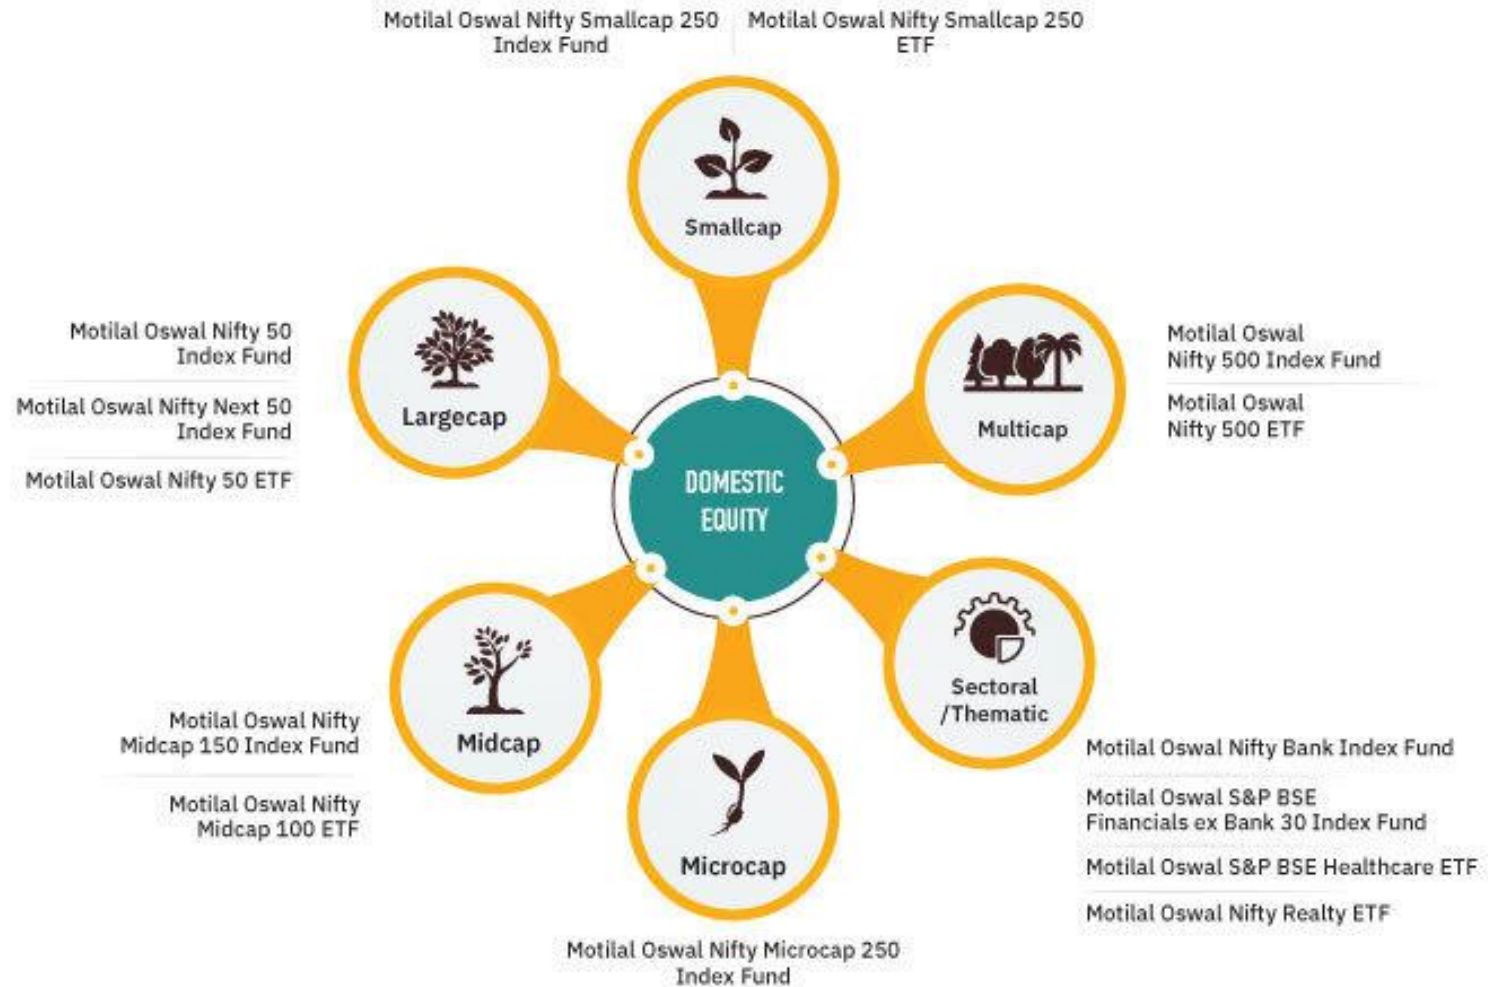 Motilal Oswal Nifty Smallcap 250
Index Fund
Motilal Oswal Nifty Smallcap 250
ETF
Smallcap
Motilal Oswal Nifty 50
Index Fund
Motilal Oswal Nifty Next 50
Index Fund
Motilal Oswal Nifty 50 ETF
Largecap
Multicap
Motilal Oswal
Nifty 500 Index Fund
Motilal Oswal
Nifty 500 ETF
DOMESTIC
EQUITY
Motilal Oswal Nifty
Midcap 150 Index Fund
Motilal Oswal Nifty
Midcap 100 ETF
Midcap
Sectoral
/Thematic
Motilal Oswal Nifty Bank Index Fund
Motilal Oswal S&P BSE
Financials ex Bank 30 Index Fund
Motilal Oswal S&P BSE Healthcare ETF
Motilal Oswal Nifty Realty ETF
Microcap
Motilal Oswal Nifty Microcap 250
Index Fund